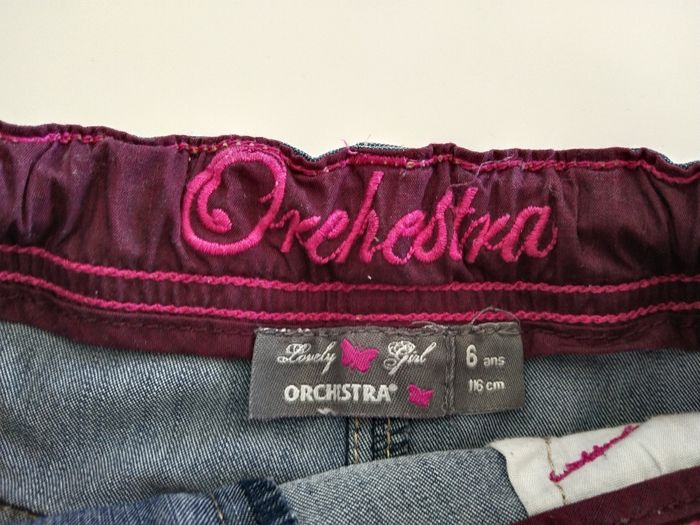 Orchestra
Lovely Girl
ORCHESTRA®
6 ans
116 cm